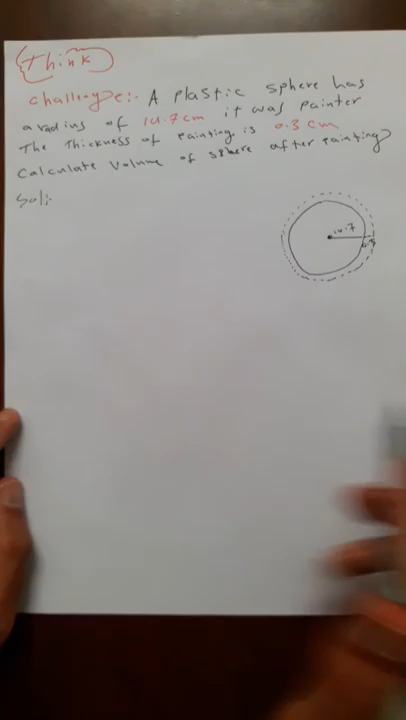 Think
Challenge:- A Plastic sphere has
a radius of 14.7 cm it was Painter
The Thickness of Painting is 0.3 cm
Calculate Volume of sphere after Painting?
Sol:
14.7
0.3